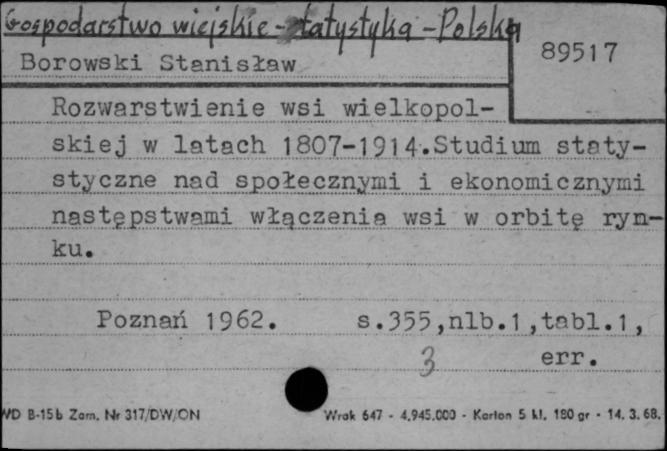 Gospodarstwo wiejskie - statystyka - Polska
89517
Borowski Stanisław
Rozwarstwienie wsi wielkopol-
skiej w latach 1807-1914.Studium staty-
styczne nad społecznymi i ekonomicznymi
następstwami włączenia wsi w orbitę ryn-
ku.
Poznań 1962. s.355,nlb.1,tabl.1,
3 err.
WD B-15b Zam. Nr 317/DW/ON Wrak 647 - 4.945.000 - Karton 5 kl. 180 gr - 14. 3. 68.